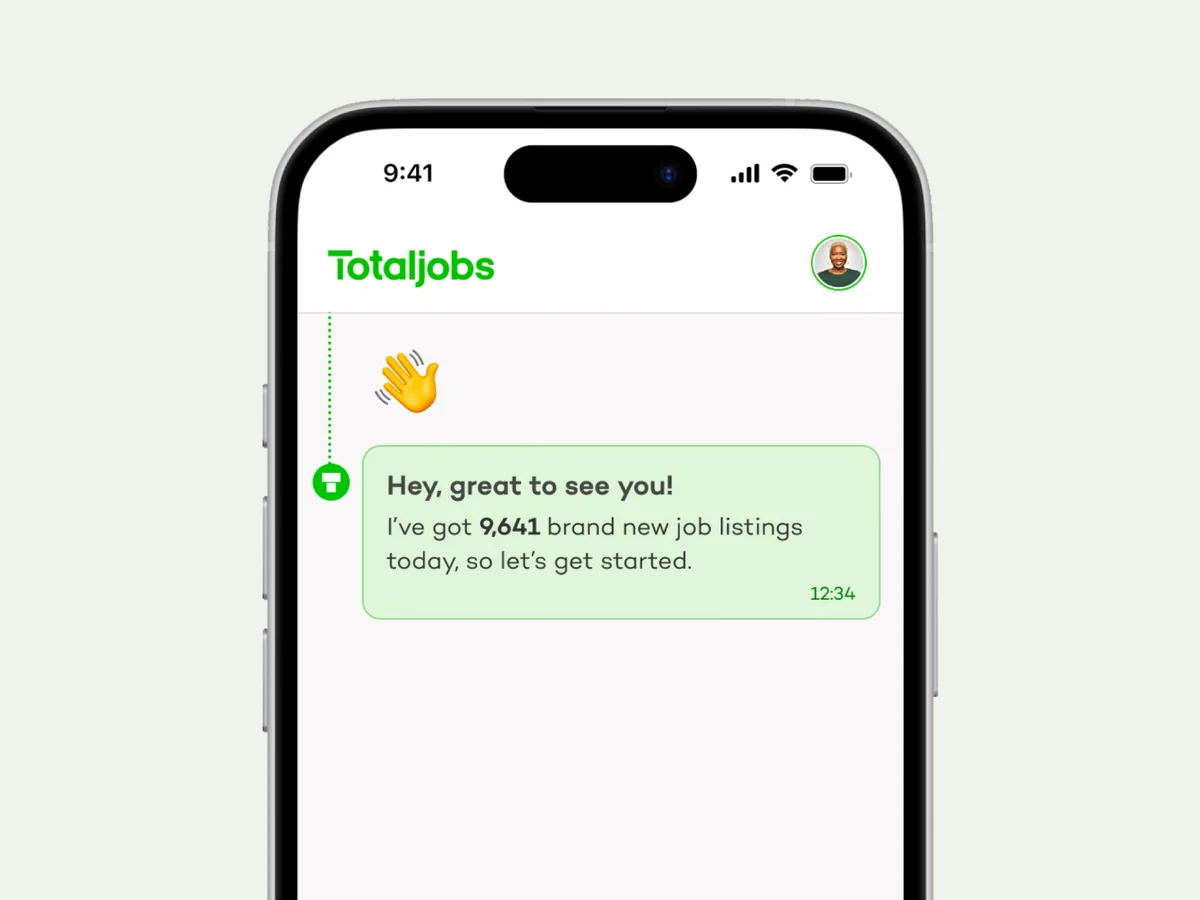 9:41
Totaljobs
Hey, great to see you!
I’ve got 9,641 brand new job listings
today, so let’s get started.
12:34